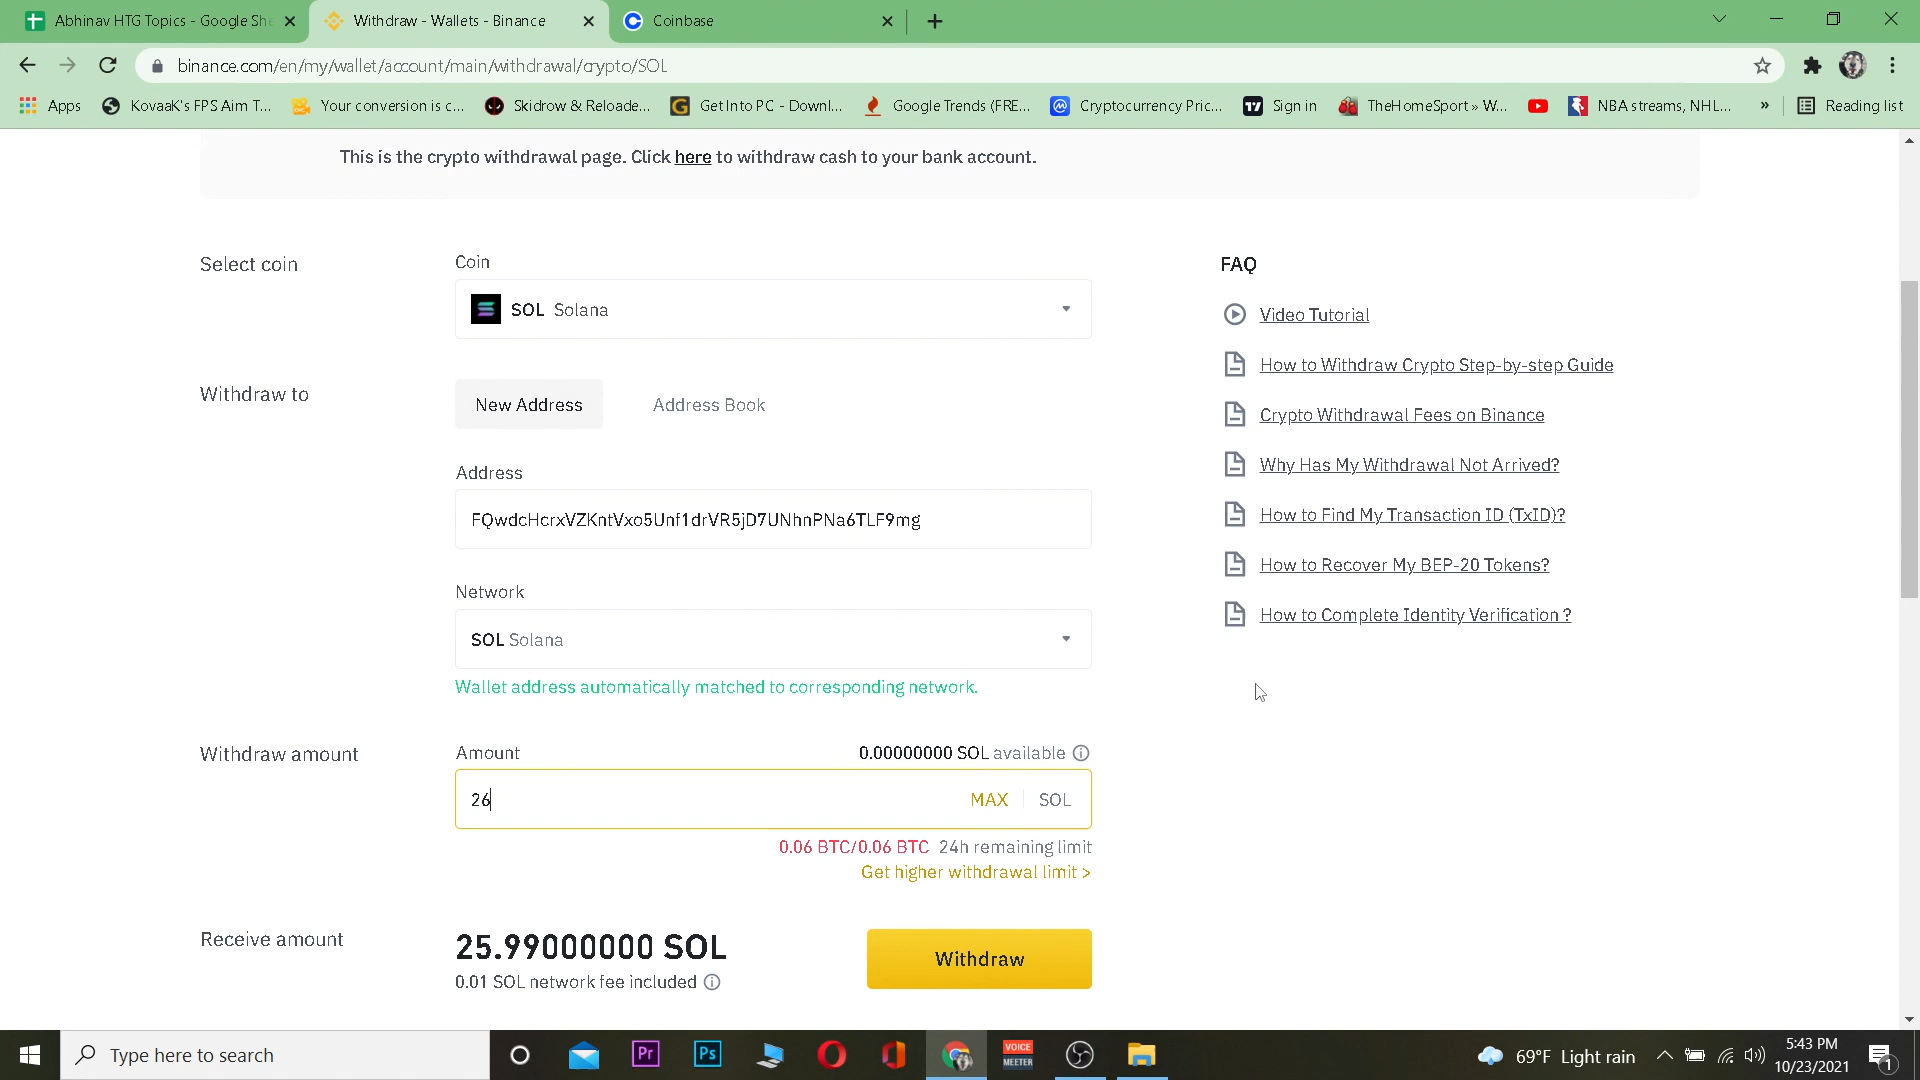 Abhinav HTG Topics - Google She
Withdraw - Wallets - Binance
Coinbase
binance.com/en/my/wallet/account/main/withdrawal/crypto/SOL
Apps
KovaaK's FPS Aim T...
Your conversion is c...
Skidrow & Reloade...
Get Into PC - Downl...
Google Trends (FRE...
Cryptocurrency Pric...
Sign in
TheHomeSport » W...
NBA streams, NHL...
»
Reading list
This is the crypto withdrawal page. Click here to withdraw cash to your bank account.
Select coin
Coin
SOL Solana
Withdraw to
New Address
Address Book
Address
FQwdcHcrxVZKntVxo5Unf1drVR5jD7UNhnPNa6TLF9mg
Network
SOL Solana
Wallet address automatically matched to corresponding network.
Withdraw amount
Amount
0.00000000 SOL available
26
MAX
SOL
0.06 BTC/0.06 BTC 24h remaining limit
Get higher withdrawal limit >
Receive amount
25.99000000 SOL
0.01 SOL network fee included
Withdraw
FAQ
Video Tutorial
How to Withdraw Crypto Step-by-step Guide
Crypto Withdrawal Fees on Binance
Why Has My Withdrawal Not Arrived?
How to Find My Transaction ID (TxID)?
How to Recover My BEP-20 Tokens?
How to Complete Identity Verification ?
Type here to search
Pr
Ps
VOICE
MEETER
69°F Light rain
5:43 PM
10/23/2021
1